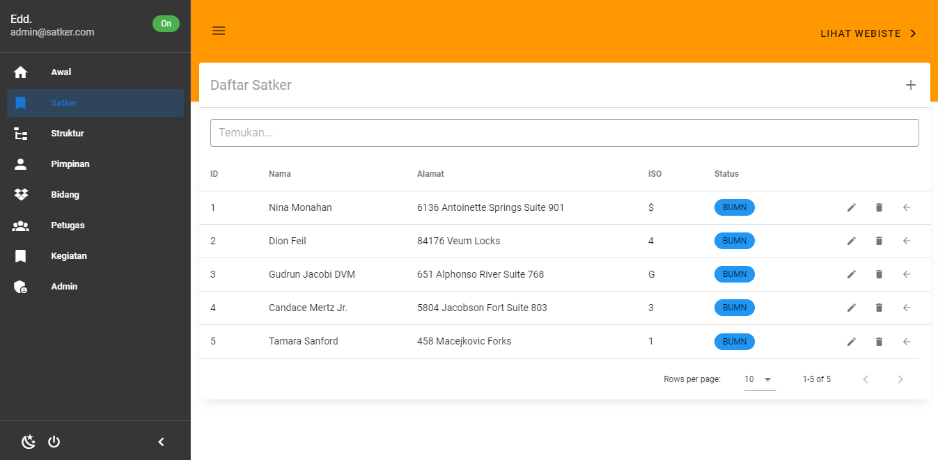 Edd.
admin@satker.com
On
Awal
Satker
Struktur
Pimpinan
Bidang
Petugas
Kegiatan
Admin
LIHAT WEBISTE
Daftar Satker
Temukan...
ID Nama Alamat ISO Status
1 Nina Monahan 6136 Antoinette Springs Suite 901 $ BUMN
2 Dion Feil 84176 Veum Locks 4 BUMN
3 Gudrun Jacobi DVM 651 Alphonso River Suite 768 G BUMN
4 Candace Mertz Jr. 5804 Jacobson Fort Suite 803 3 BUMN
5 Tamara Sanford 458 Macejkovic Forks 1 BUMN
Rows per page: 10 1-5 of 5